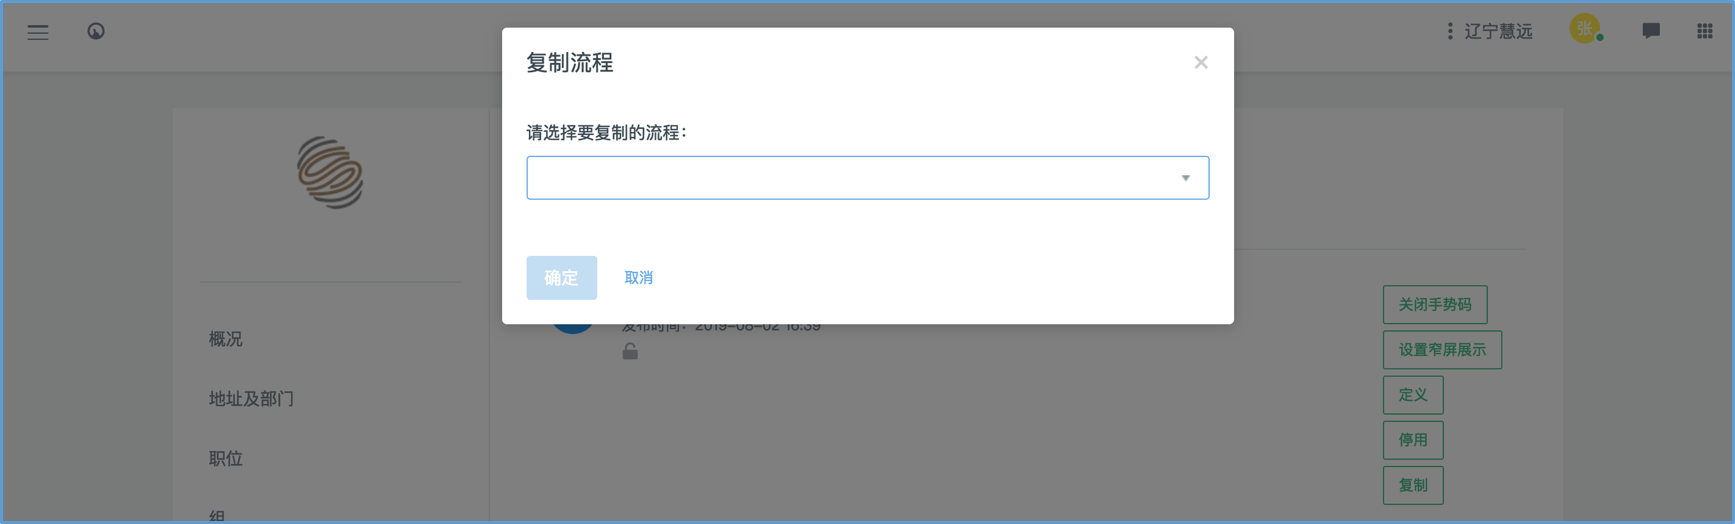 辽宁慧远
张
复制流程
×
请选择要复制的流程：
确定
取消
发布时间：2019-08-02 16:39
概况
地址及部门
职位
组
关闭手势码
设置窄屏展示
定义
停用
复制